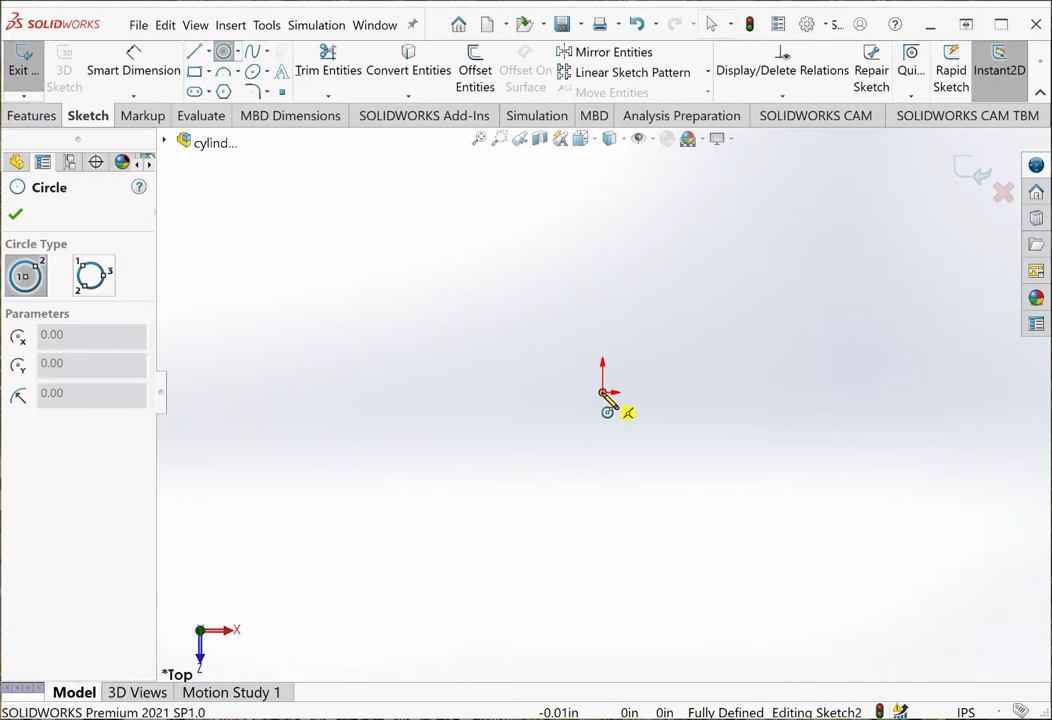 SOLIDWORKS File Edit View Insert Tools Simulation Window S...
Exit ... 3D Sketch Smart Dimension Trim Entities Convert Entities Offset Entities Offset On Surface Mirror Entities Linear Sketch Pattern Move Entities Display/Delete Relations Repair Sketch Qui... Rapid Sketch Instant2D
Features Sketch Markup Evaluate MBD Dimensions SOLIDWORKS Add-Ins Simulation MBD Analysis Preparation SOLIDWORKS CAM SOLIDWORKS CAM TBM
cylind...
Circle
Circle Type
Parameters
0.00
0.00
0.00
X
Z
*Top
Model 3D Views Motion Study 1
SOLIDWORKS Premium 2021 SP1.0 -0.01in 0in 0in Fully Defined Editing Sketch2 IPS